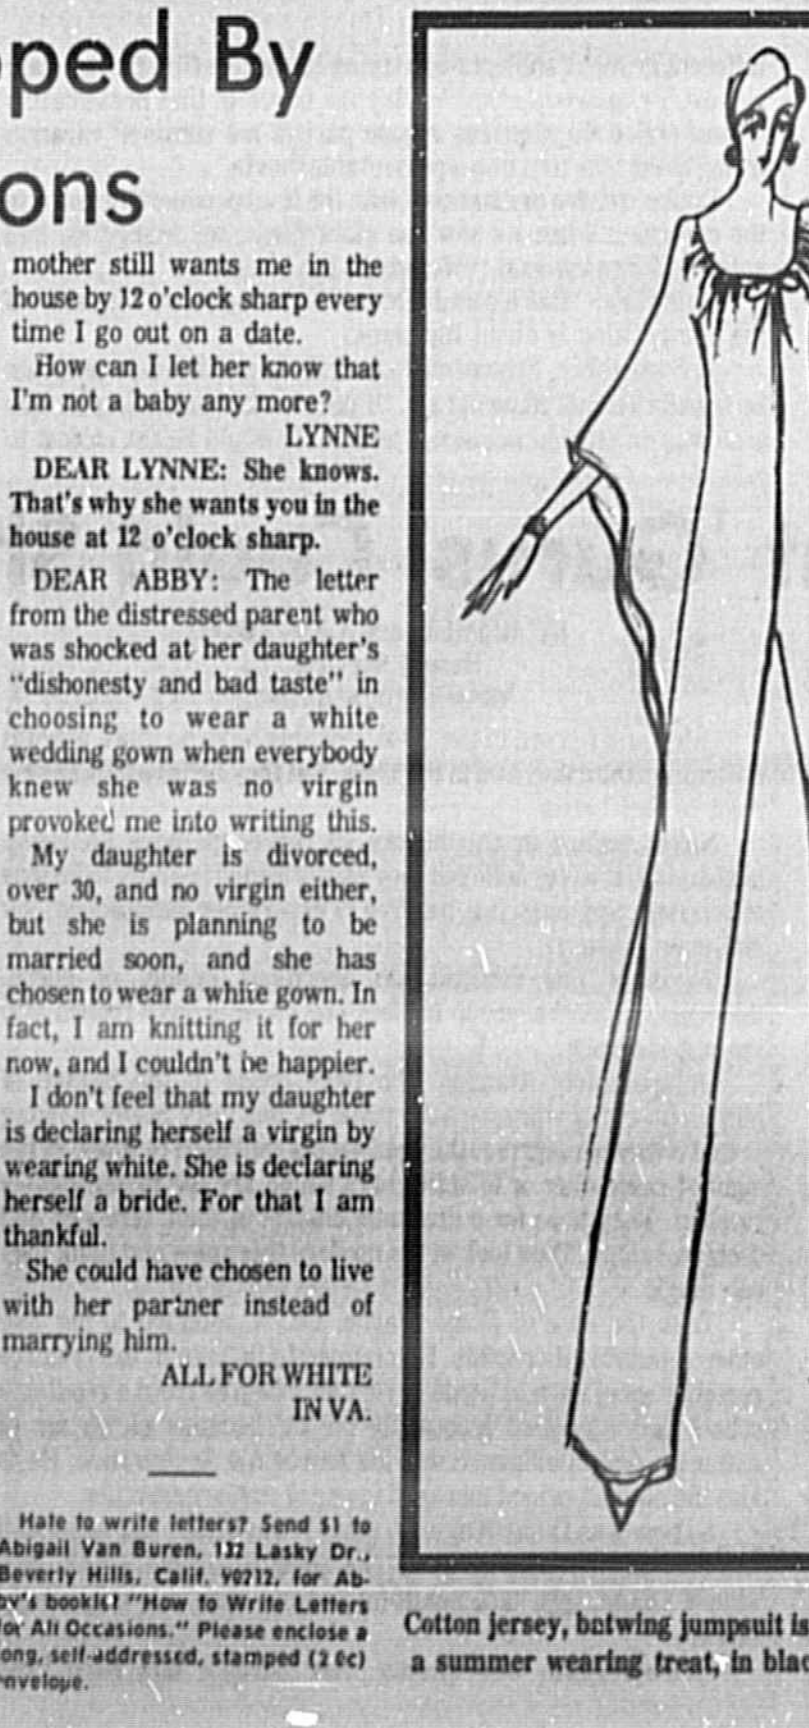 pped By
ons
mother still wants me in the
house by 12 o'clock sharp every
time I go out on a date.
How can I let her know that
I'm not a baby any more?
LYNNE
DEAR LYNNE: She knows.
That's why she wants you in the
house at 12 o'clock sharp.
DEAR ABBY: The letter
from the distressed parent who
was shocked at her daughter's
"dishonesty and bad taste" in
choosing to wear a white
wedding gown when everybody
knew she was no virgin
provoked me into writing this.
My daughter is divorced,
over 30, and no virgin either,
but she is planning to be
married soon, and she has
chosen to wear a white gown. In
fact, I am knitting it for her
now, and I couldn't be happier.
I don't feel that my daughter
is declaring herself a virgin by
wearing white. She is declaring
herself a bride. For that I am
thankful.
She could have chosen to live
with her partner instead of
marrying him.
ALL FOR WHITE
IN VA.
Hate to write letters? Send $1 to
Abigail Van Buren, 132 Lasky Dr.,
Beverly Hills, Calif. 90212, for Ab-
by's booklet "How to Write Letters
for All Occasions." Please enclose a
ong, self-addressed, stamped (20c)
nvelope.
Cotton jersey, batwing jumpsuit is
a summer wearing treat, in blac